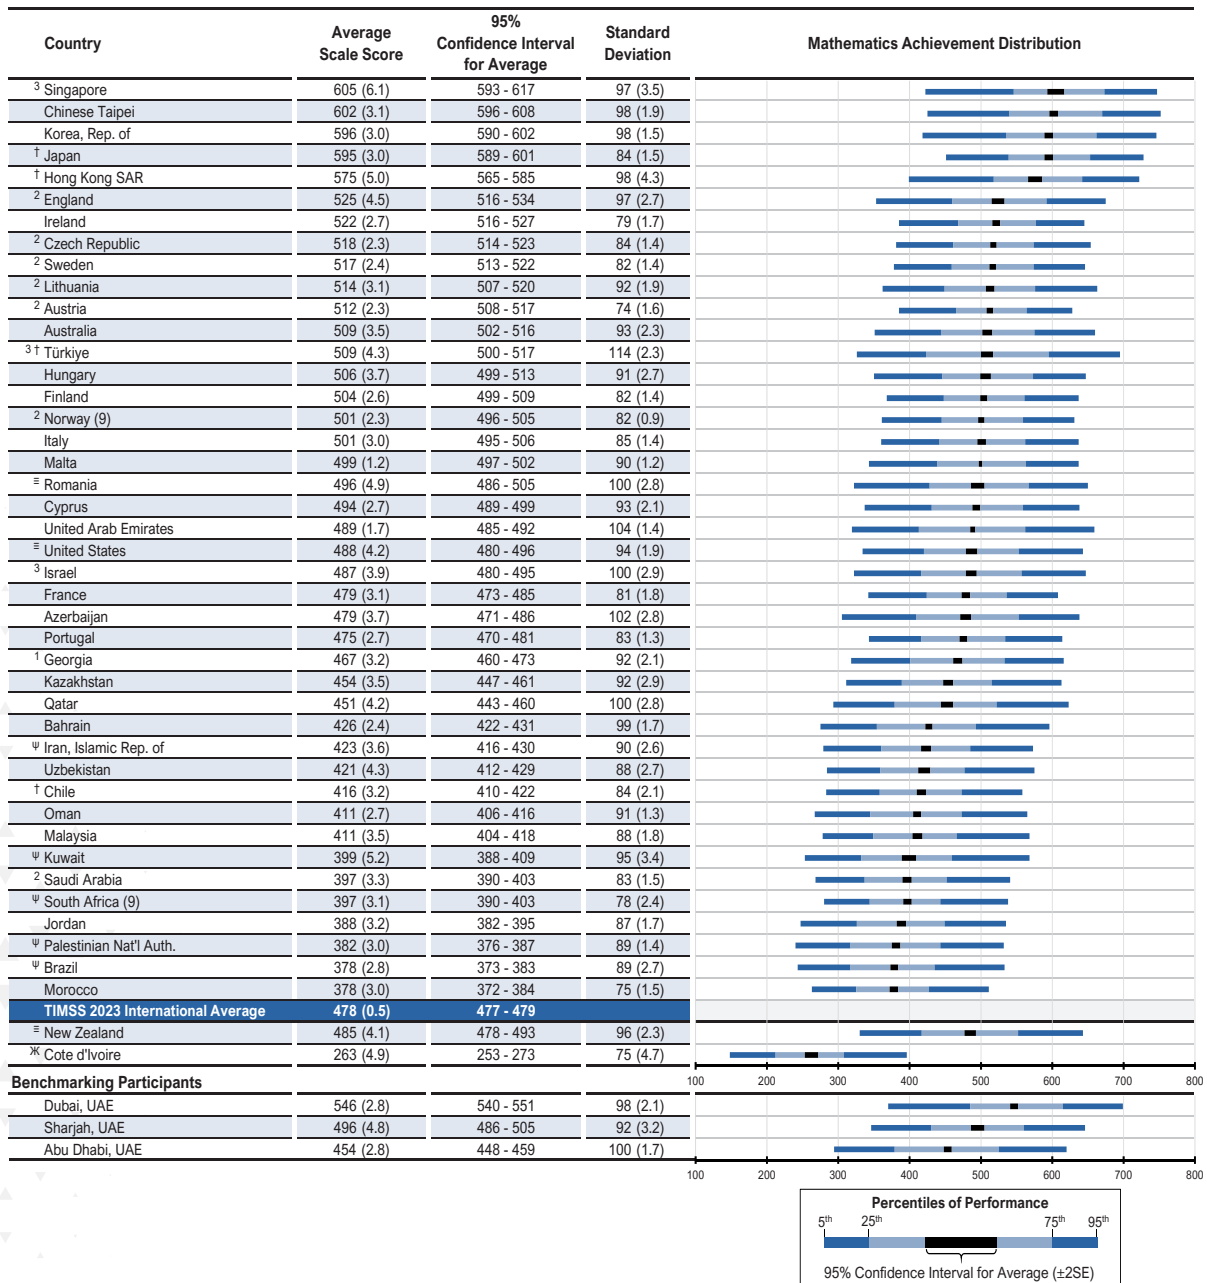 Country Average Scale Score 95% Confidence Interval for Average Standard Deviation Mathematics Achievement Distribution
3 Singapore 605 (6.1) 593 - 617 97 (3.5)
Chinese Taipei 602 (3.1) 596 - 608 98 (1.9)
Korea, Rep. of 596 (3.0) 590 - 602 98 (1.5)
† Japan 595 (3.0) 589 - 601 84 (1.5)
† Hong Kong SAR 575 (5.0) 565 - 585 98 (4.3)
2 England 525 (4.5) 516 - 534 97 (2.7)
Ireland 522 (2.7) 516 - 527 79 (1.7)
2 Czech Republic 518 (2.3) 514 - 523 84 (1.4)
2 Sweden 517 (2.4) 513 - 522 82 (1.4)
2 Lithuania 514 (3.1) 507 - 520 92 (1.9)
2 Austria 512 (2.3) 508 - 517 74 (1.6)
Australia 509 (3.5) 502 - 516 93 (2.3)
3 † Türkiye 509 (4.3) 500 - 517 114 (2.3)
Hungary 506 (3.7) 499 - 513 91 (2.7)
Finland 504 (2.6) 499 - 509 82 (1.4)
2 Norway (9) 501 (2.3) 496 - 505 82 (0.9)
Italy 501 (3.0) 495 - 506 85 (1.4)
Malta 499 (1.2) 497 - 502 90 (1.2)
≡ Romania 496 (4.9) 486 - 505 100 (2.8)
Cyprus 494 (2.7) 489 - 499 93 (2.1)
United Arab Emirates 489 (1.7) 485 - 492 104 (1.4)
≡ United States 488 (4.2) 480 - 496 94 (1.9)
3 Israel 487 (3.9) 480 - 495 100 (2.9)
France 479 (3.1) 473 - 485 81 (1.8)
Azerbaijan 479 (3.7) 471 - 486 102 (2.8)
Portugal 475 (2.7) 470 - 481 83 (1.3)
1 Georgia 467 (3.2) 460 - 473 92 (2.1)
Kazakhstan 454 (3.5) 447 - 461 92 (2.9)
Qatar 451 (4.2) 443 - 460 100 (2.8)
Bahrain 426 (2.4) 422 - 431 99 (1.7)
ψ Iran, Islamic Rep. of 423 (3.6) 416 - 430 90 (2.6)
Uzbekistan 421 (4.3) 412 - 429 88 (2.7)
† Chile 416 (3.2) 410 - 422 84 (2.1)
Oman 411 (2.7) 406 - 416 91 (1.3)
Malaysia 411 (3.5) 404 - 418 88 (1.8)
ψ Kuwait 399 (5.2) 388 - 409 95 (3.4)
2 Saudi Arabia 397 (3.3) 390 - 403 83 (1.5)
ψ South Africa (9) 397 (3.1) 390 - 403 78 (2.4)
Jordan 388 (3.2) 382 - 395 87 (1.7)
ψ Palestinian Nat'l Auth. 382 (3.0) 376 - 387 89 (1.4)
ψ Brazil 378 (2.8) 373 - 383 89 (2.7)
Morocco 378 (3.0) 372 - 384 75 (1.5)
TIMSS 2023 International Average 478 (0.5) 477 - 479
≡ New Zealand 485 (4.1) 478 - 493 96 (2.3)
Ж Cote d'Ivoire 263 (4.9) 253 - 273 75 (4.7)
100 200 300 400 500 600 700 800
Benchmarking Participants
Dubai, UAE 546 (2.8) 540 - 551 98 (2.1)
Sharjah, UAE 496 (4.8) 486 - 505 92 (3.2)
Abu Dhabi, UAE 454 (2.8) 448 - 459 100 (1.7)
100 200 300 400 500 600 700 800
Percentiles of Performance
5th 25th 75th 95th
95% Confidence Interval for Average (±2SE)